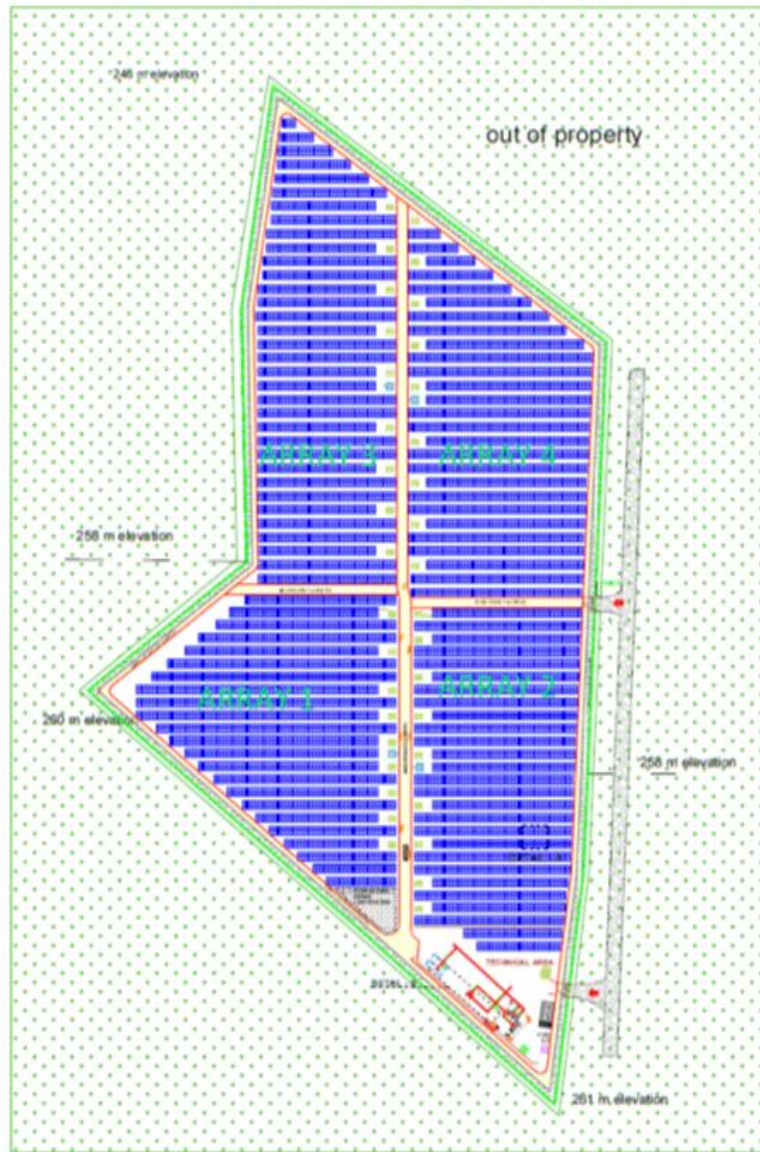 246 m elevation
out of property
ARRAY 3
ARRAY 4
258 m elevation
ARRAY 1
ARRAY 2
260 m elevation
258 m elevation
TECHNICAL AREA
261 m elevation